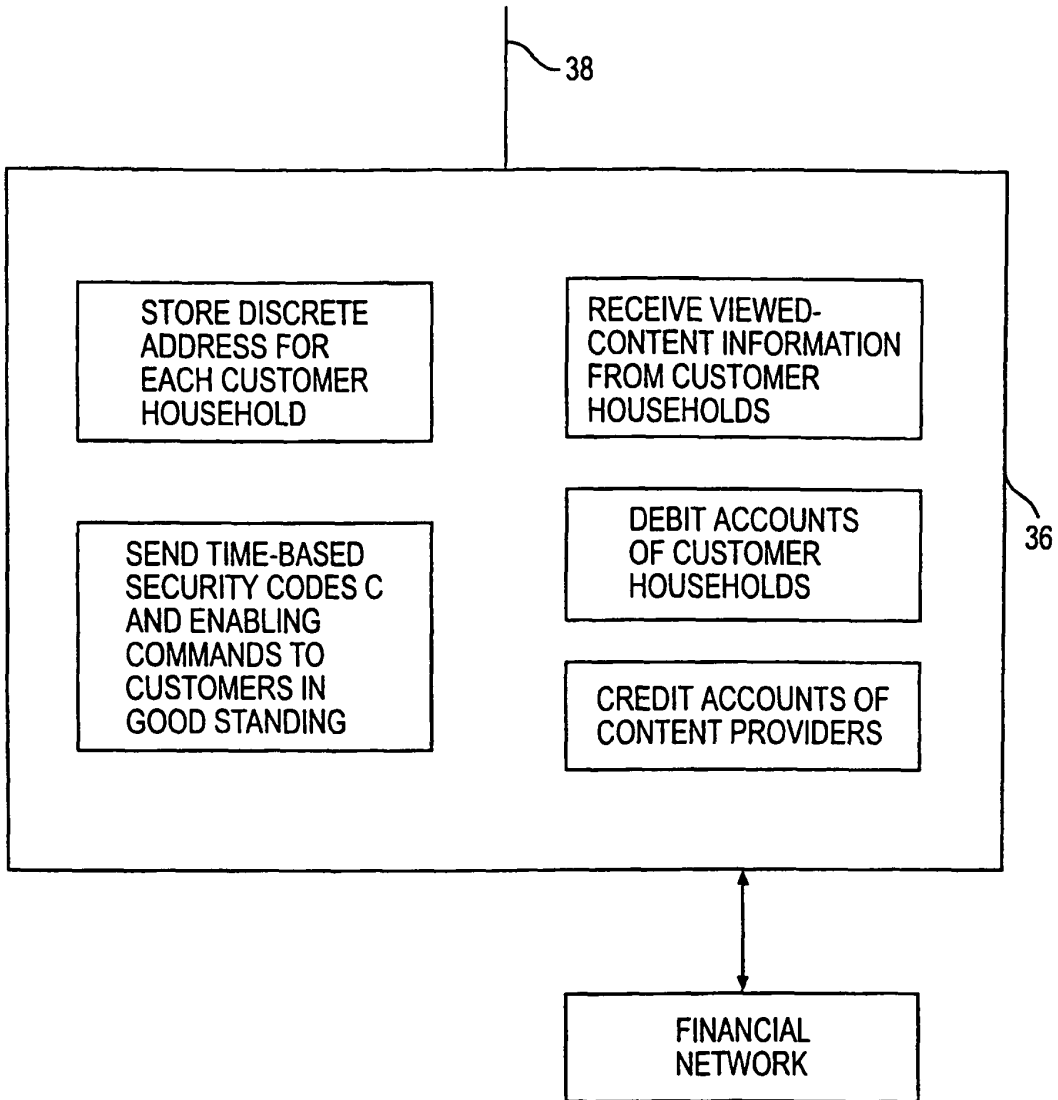 38
STORE DISCRETE
ADDRESS FOR
EACH CUSTOMER
HOUSEHOLD
RECEIVE VIEWED-
CONTENT INFORMATION
FROM CUSTOMER
HOUSEHOLDS
SEND TIME-BASED
SECURITY CODES C
AND ENABLING
COMMANDS TO
CUSTOMERS IN
GOOD STANDING
DEBIT ACCOUNTS
OF CUSTOMER
HOUSEHOLDS
36
CREDIT ACCOUNTS OF
CONTENT PROVIDERS
FINANCIAL
NETWORK